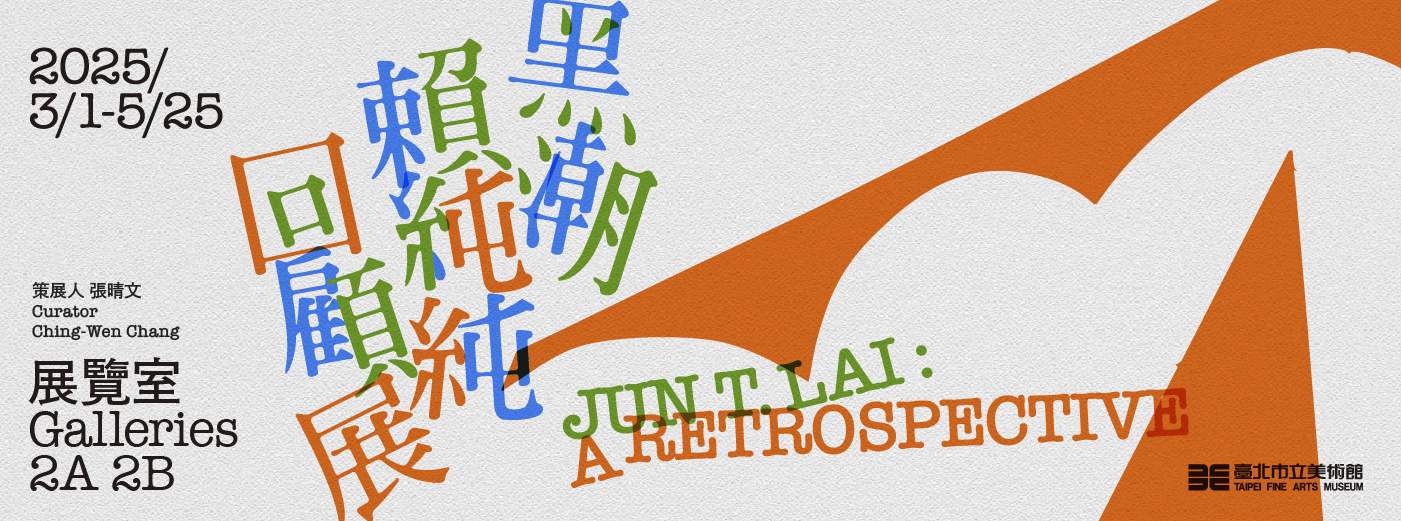 2025/
3/1-5/25
黑潮
賴純純
回顧展
策展人 張晴文
Curator
Ching-Wen Chang
展覽室
Galleries
2A 2B
JUN T. LAI :
A RETROSPECTIVE
臺北市立美術館
TAIPEI FINE ARTS MUSEUM